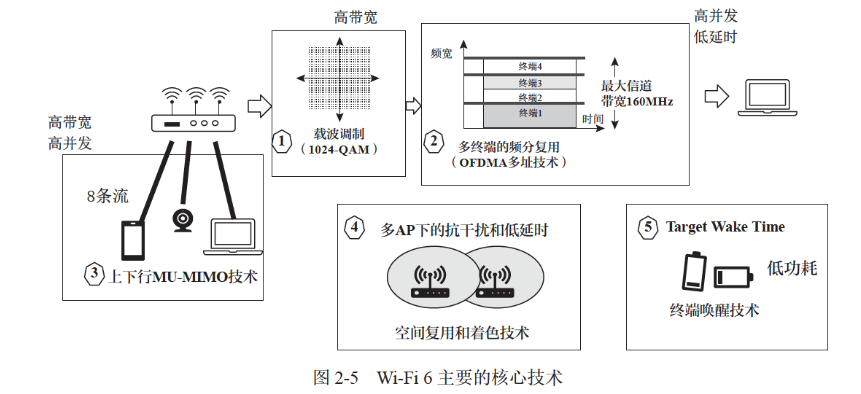 高带宽
高并发
低延时
高带宽
高并发
1
载波调制
（1024-QAM）
频宽
终端4
终端3
终端2
终端1
时间
最大信道
带宽160MHz
2
多终端的频分复用
（OFDMA多址技术）
8条流
3
上下行MU-MIMO技术
4
多AP下的抗干扰和低延时
空间复用和着色技术
5
Target Wake Time
低功耗
终端唤醒技术
图 2-5 Wi-Fi 6 主要的核心技术